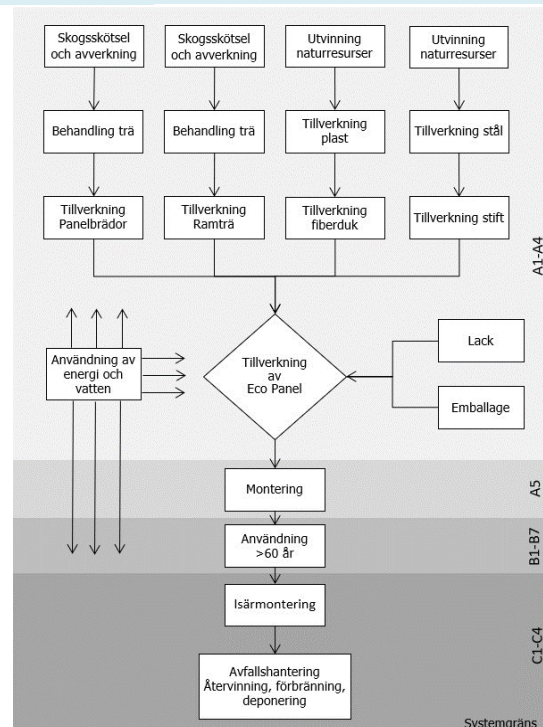 Skogsskötsel
och avverkning
Skogsskötsel
och avverkning
Utvinning
naturresurser
Utvinning
naturresurser
Behandling trä
Behandling trä
Tillverkning
plast
Tillverkning stål
Tillverkning
Panelbrädor
Tillverkning
Ramträ
Tillverkning
fiberduk
Tillverkning stift
A1-A4
Användning av
energi och
vatten
Tillverkning
av
Eco Panel
Lack
Emballage
Montering
A5
Användning
>60 år
B1-B7
Isärmontering
C1-C4
Avfallshantering
Återvinning, förbränning,
deponering
Systemgräns